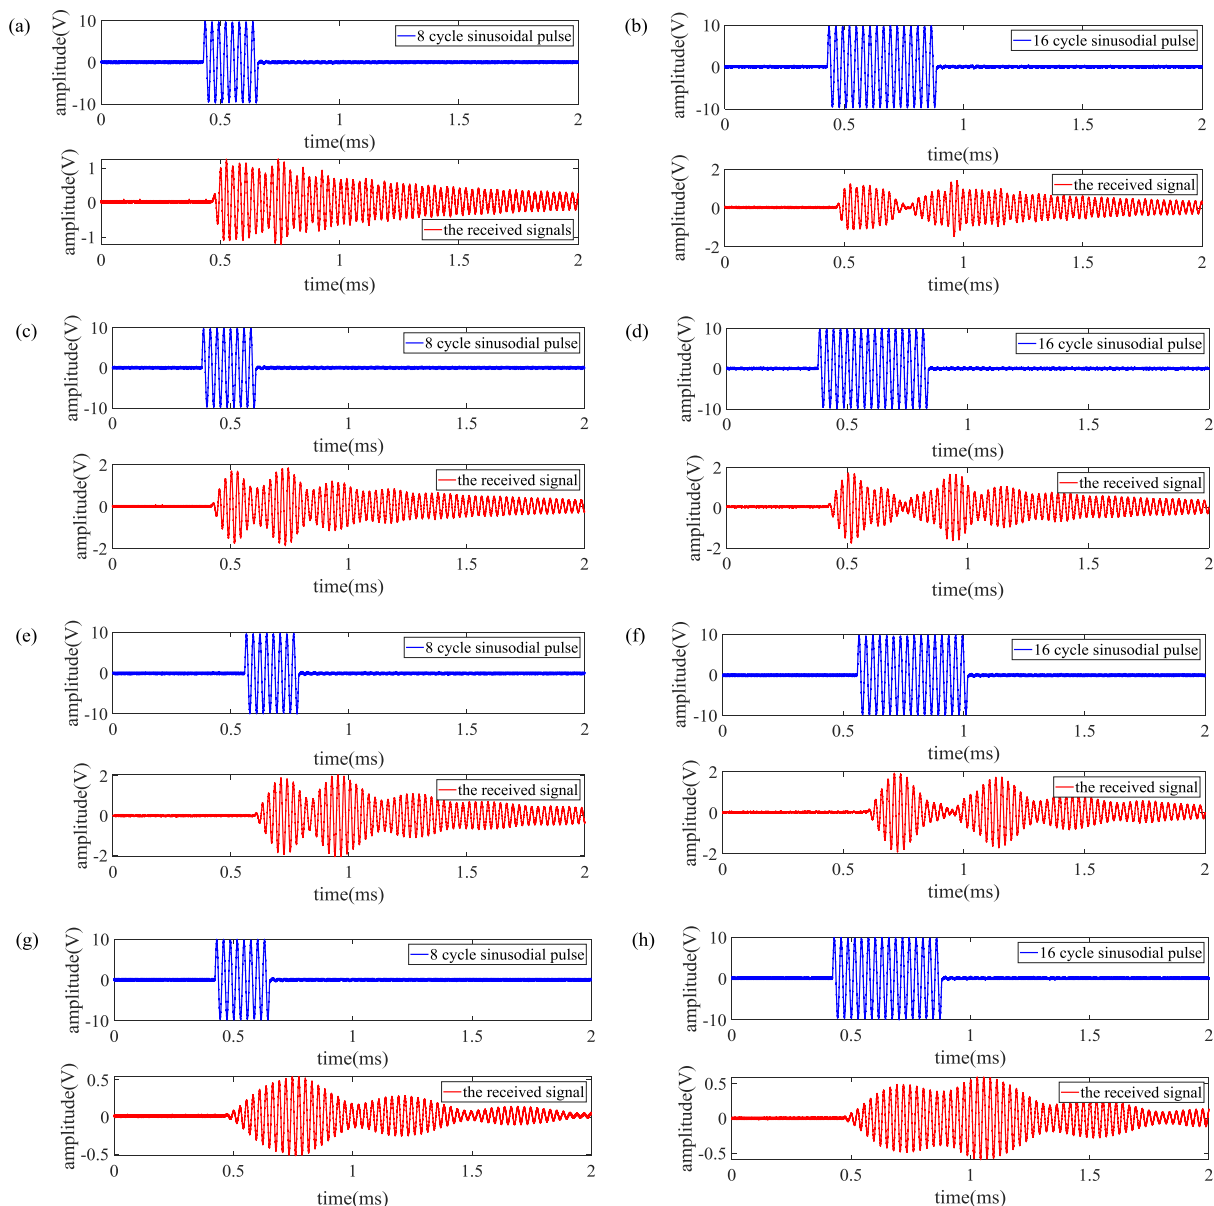 (a)
amplitude(V)
10
0
-10
8 cycle sinusoidal pulse
0 0.5 1 1.5 2
time(ms)
amplitude(V)
1
0
-1
the received signals
0 0.5 1 1.5 2
time(ms)
(b)
amplitude(V)
10
0
-10
16 cycle sinusodial pulse
0 0.5 1 1.5 2
time(ms)
amplitude(V)
2
0
-2
the received signal
0 0.5 1 1.5 2
time(ms)
(c)
amplitude(V)
10
0
-10
8 cycle sinusodial pulse
0 0.5 1 1.5 2
time(ms)
amplitude(V)
2
0
-2
the received signal
0 0.5 1 1.5 2
time(ms)
(d)
amplitude(V)
10
0
-10
16 cycle sinusodial pulse
0 0.5 1 1.5 2
time(ms)
amplitude(V)
2
0
-2
the received signal
0 0.5 1 1.5 2
time(ms)
(e)
amplitude(V)
10
0
-10
8 cycle sinusodial pulse
0 0.5 1 1.5 2
time(ms)
amplitude(V)
2
0
-2
the received signal
0 0.5 1 1.5 2
time(ms)
(f)
amplitude(V)
10
0
-10
16 cycle sinusodial pulse
0 0.5 1 1.5 2
time(ms)
amplitude(V)
2
0
-2
the received signal
0 0.5 1 1.5 2
time(ms)
(g)
amplitude(V)
10
0
-10
8 cycle sinusodial pulse
0 0.5 1 1.5 2
time(ms)
amplitude(V)
0.5
0
-0.5
the received signal
0 0.5 1 1.5 2
time(ms)
(h)
amplitude(V)
10
0
-10
16 cycle sinusodial pulse
0 0.5 1 1.5 2
time(ms)
amplitude(V)
0.5
0
-0.5
the received signal
0 0.5 1 1.5 2
time(ms)